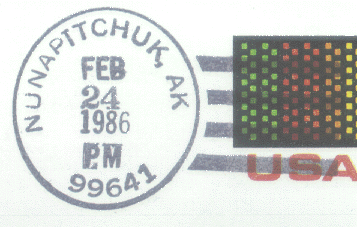 NUNAPITCHUK, AK
FEB
24
1986
PM
99641
USA